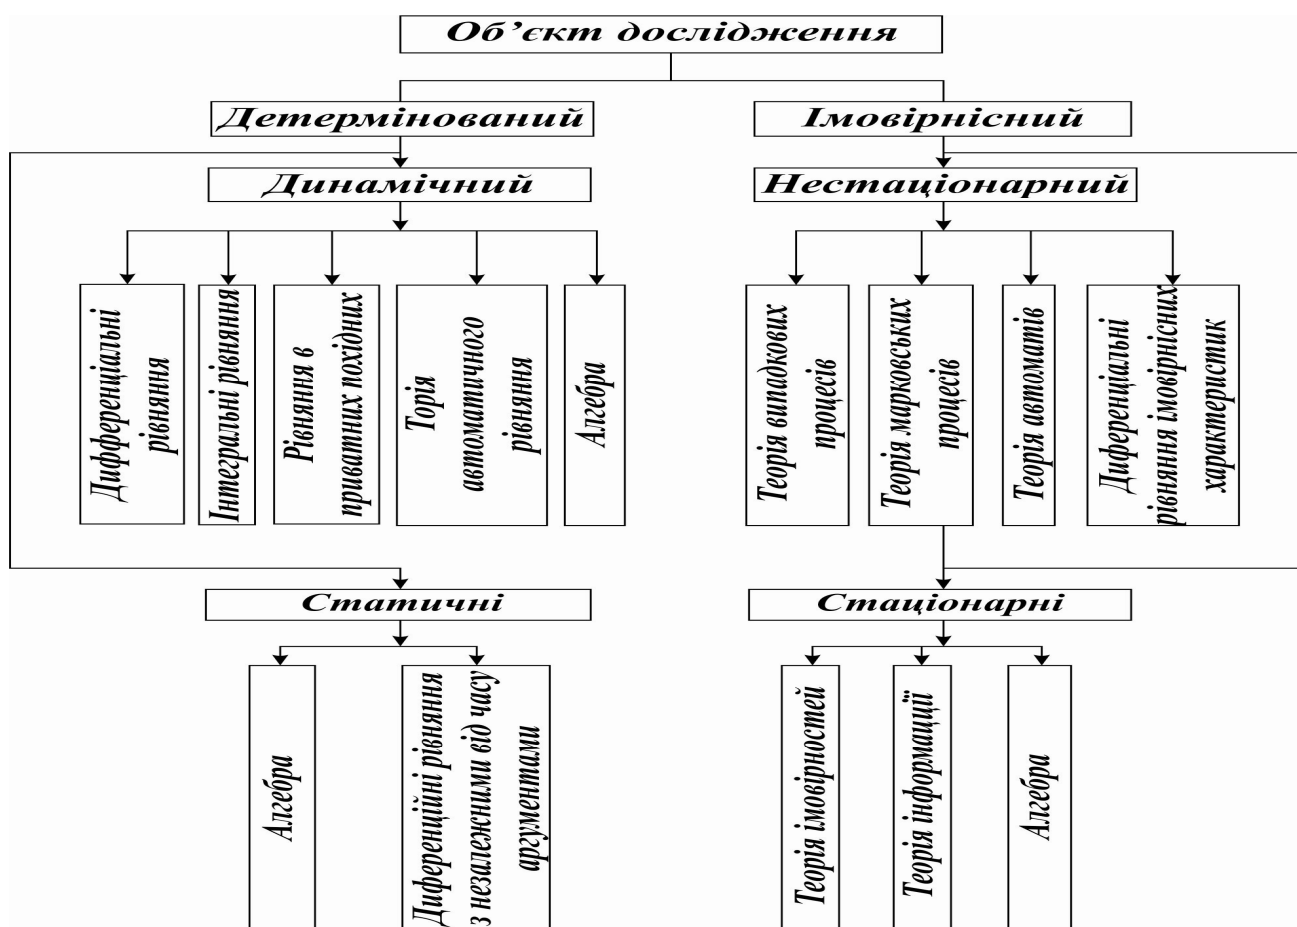 Об’єкт дослідження
Детермінований
Імовірнісний
Динамічний
Нестаціонарний
Дифференціальні
рівняння
Інтегральні рівняння
Рівняння в
приватних похідних
Торія
автоматичного
рівняння
Алгебра
Теорія випадкових
процесів
Теорія марковських
процесів
Теорія автоматів
Диференціальні
рівняння імовірнісних
характеристик
Статичні
Стаціонарні
Алгебра
Диференційні рівняння
з незалежними від часу
аргументами
Теорія імовірностей
Теорія інформацції
Алгебра